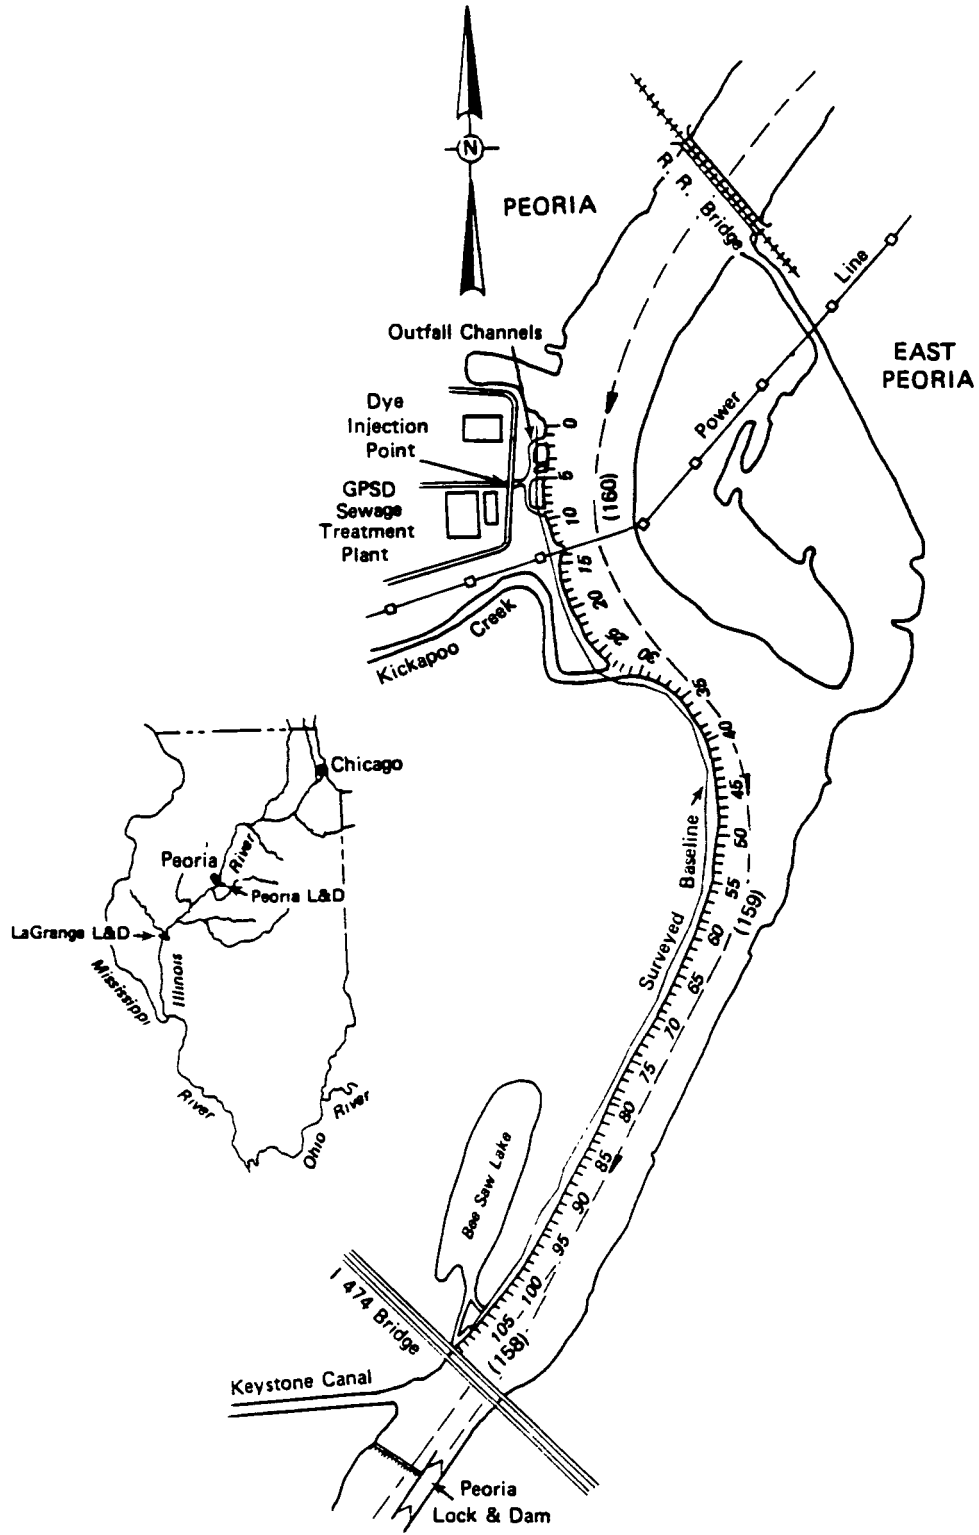 N
PEORIA
R. R. Bridge
Line
Outfall Channels
EAST
PEORIA
Dye
Injection
Point
Power
0
5
10
(160)
GPSD
Sewage
Treatment
Plant
15
20
25
30
Kickapoo Creek
35
40
45
50
55
(159)
60
65
70
75
80
85
90
95
100
105
(158)
Baseline
Surveyed
Chicago
Peoria
River
Peoria L&D
LaGrange L&D
Mississippi
Illinois
River
Ohio
River
Bee Saw Lake
I 474 Bridge
Keystone Canal
Peoria
Lock & Dam